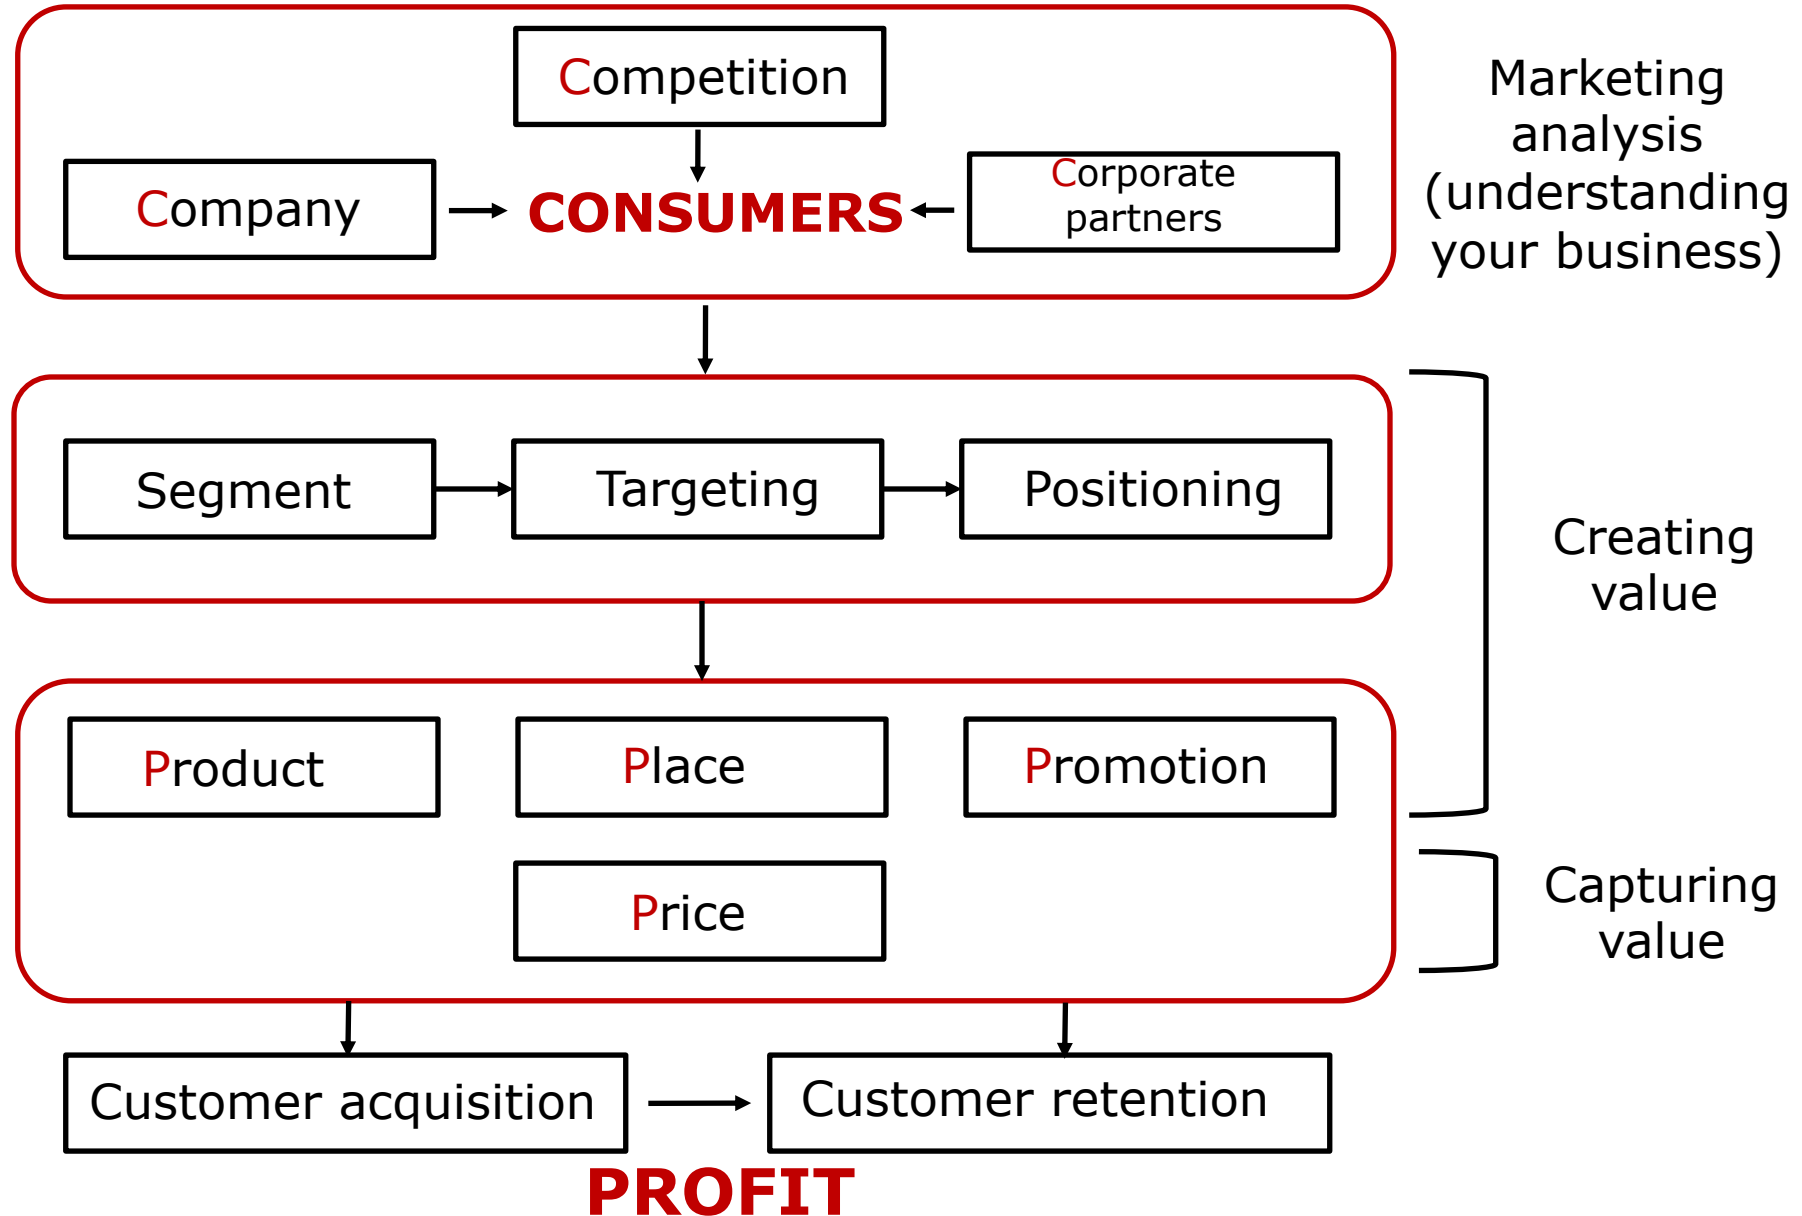 Competition
Company
CONSUMERS
Corporate
partners
Marketing
analysis
(understanding
your business)
Segment
Targeting
Positioning
Creating
value
Product
Place
Promotion
Price
Capturing
value
Customer acquisition
Customer retention
PROFIT